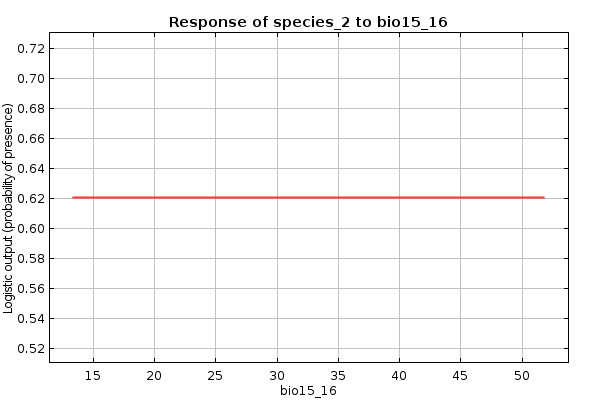 Response of species_2 to bio15_16
Logistic output (probability of presence)
0.72
0.70
0.68
0.66
0.64
0.62
0.60
0.58
0.56
0.54
0.52
15 20 25 30 35 40 45 50
bio15_16